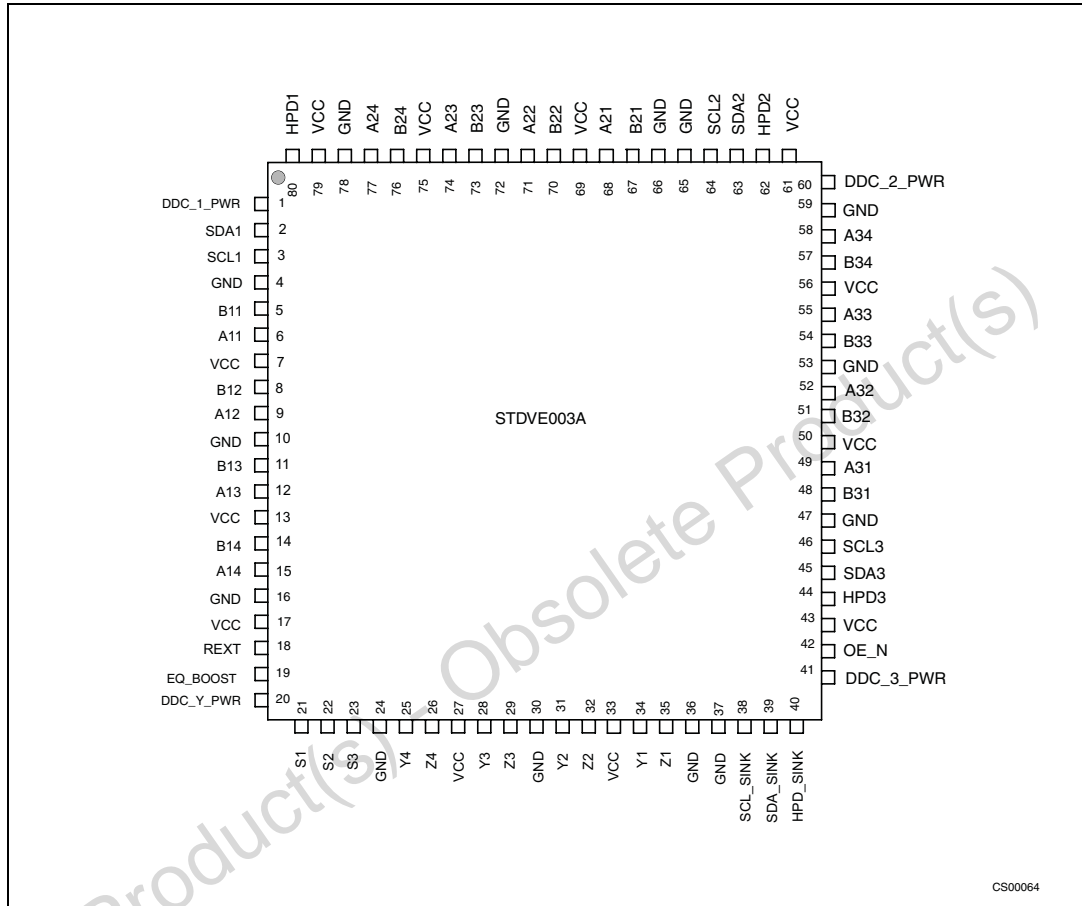 HPD1 VCC GND A24 B24 VCC A23 B23 GND A22 B22 VCC A21 B21 GND GND SCL2 SDA2 HPD2 VCC
80 79 78 77 76 75 74 73 72 71 70 69 68 67 66 65 64 63 62 61
DDC_1_PWR 1
SDA1 2
SCL1 3
GND 4
B11 5
A11 6
VCC 7
B12 8
A12 9
GND 10
B13 11
A13 12
VCC 13
B14 14
A14 15
GND 16
VCC 17
REXT 18
EQ_BOOST 19
DDC_Y_PWR 20
STDVE003A
60 DDC_2_PWR
59 GND
58 A34
57 B34
56 VCC
55 A33
54 B33
53 GND
52 A32
51 B32
50 VCC
49 A31
48 B31
47 GND
46 SCL3
45 SDA3
44 HPD3
43 VCC
42 OE_N
41 DDC_3_PWR
21 22 23 24 25 26 27 28 29 30 31 32 33 34 35 36 37 38 39 40
S1 S2 S3 GND Y4 Z4 VCC Y3 Z3 GND Y2 Z2 VCC Y1 Z1 GND GND SCL_SINK SDA_SINK HPD_SINK
Product(s) - Obsolete Product(s)
CS00064